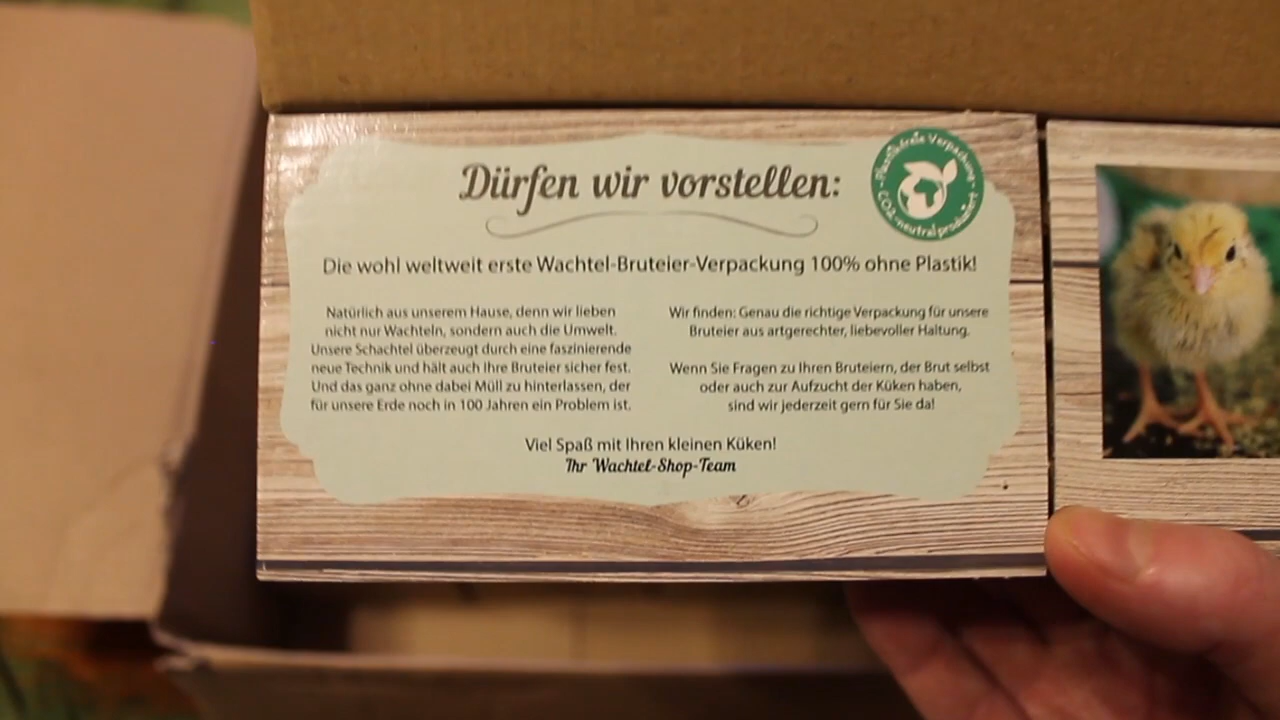 Dürfen wir vorstellen:
-Plastikfreie Verpackung-
CO2-neutral produziert
Die wohl weltweit erste Wachtel-Bruteier-Verpackung 100% ohne Plastik!
Natürlich aus unserem Hause, denn wir lieben
nicht nur Wachteln, sondern auch die Umwelt.
Unsere Schachtel überzeugt durch eine faszinierende
neue Technik und hält auch Ihre Bruteier sicher fest.
Und das ganz ohne dabei Müll zu hinterlassen, der
für unsere Erde noch in 100 Jahren ein Problem ist.
Wir finden: Genau die richtige Verpackung für unsere
Bruteier aus artgerechter, liebevoller Haltung.
Wenn Sie Fragen zu Ihren Bruteiern, der Brut selbst
oder auch zur Aufzucht der Küken haben,
sind wir jederzeit gern für Sie da!
Viel Spaß mit Ihren kleinen Küken!
Ihr Wachtel-Shop-Team